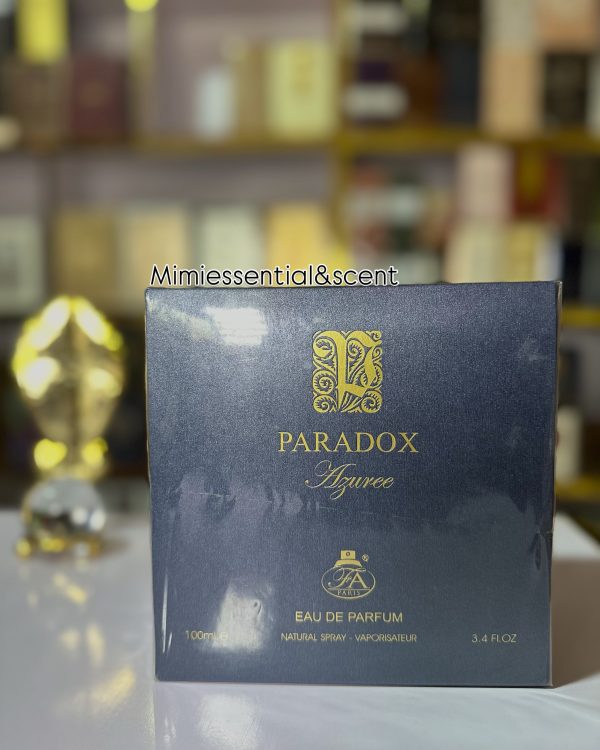 Mimiessential&scent
PARADOX
Azuree
FA
PARIS
EAU DE PARFUM
100ml
NATURAL SPRAY - VAPORISATEUR
3.4 FL.OZ